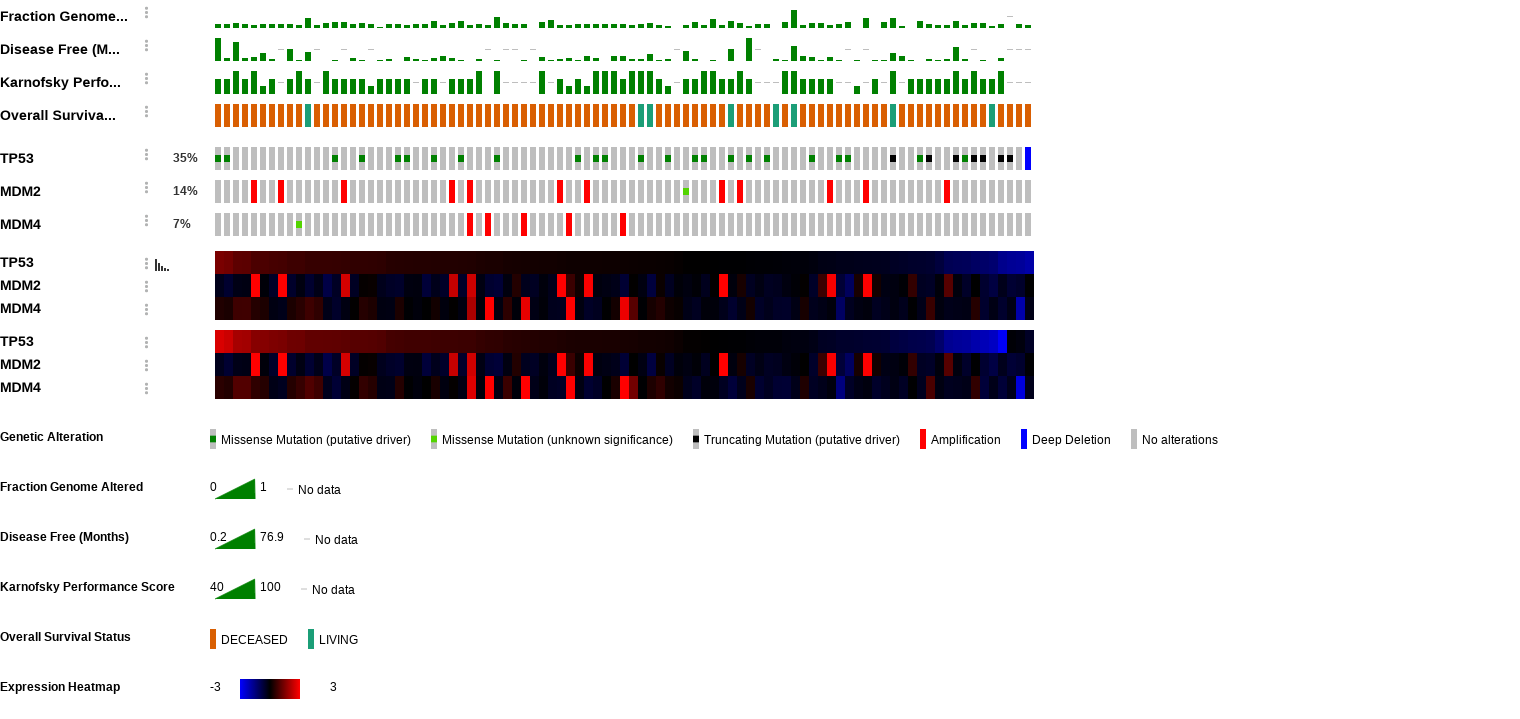 Fraction Genome...
Disease Free (M...
Karnofsky Perfo...
Overall Surviva...
TP53 35%
MDM2 14%
MDM4 7%
TP53
MDM2
MDM4
TP53
MDM2
MDM4
Genetic Alteration Missense Mutation (putative driver) Missense Mutation (unknown significance) Truncating Mutation (putative driver) Amplification Deep Deletion No alterations
Fraction Genome Altered 0 1 No data
Disease Free (Months) 0.2 76.9 No data
Karnofsky Performance Score 40 100 No data
Overall Survival Status DECEASED LIVING
Expression Heatmap -3 3